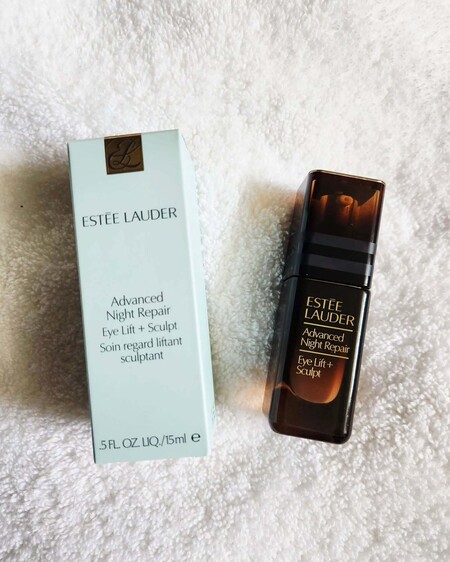 ESTĒE LAUDER
Advanced
Night Repair
Eye Lift + Sculpt
Soin regard liftant
sculptant
.5 FL. OZ. LIQ./15ml e
ESTĒE
LAUDER
Advanced
Night Repair
Eye Lift +
Sculpt